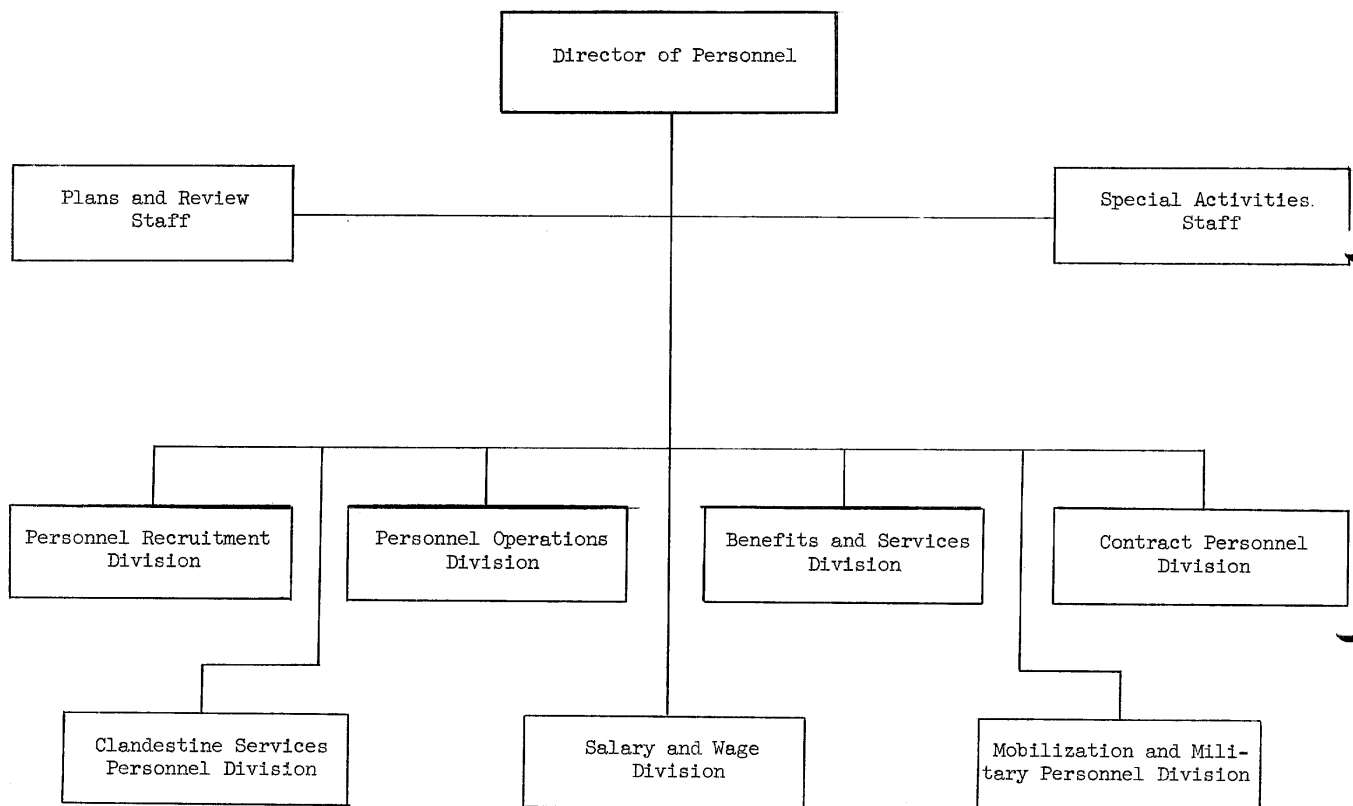 Director of Personnel
Plans and Review
Staff
Special Activities.
Staff
Personnel Recruitment
Division
Personnel Operations
Division
Benefits and Services
Division
Contract Personnel
Division
Clandestine Services
Personnel Division
Salary and Wage
Division
Mobilization and Mili-
tary Personnel Division